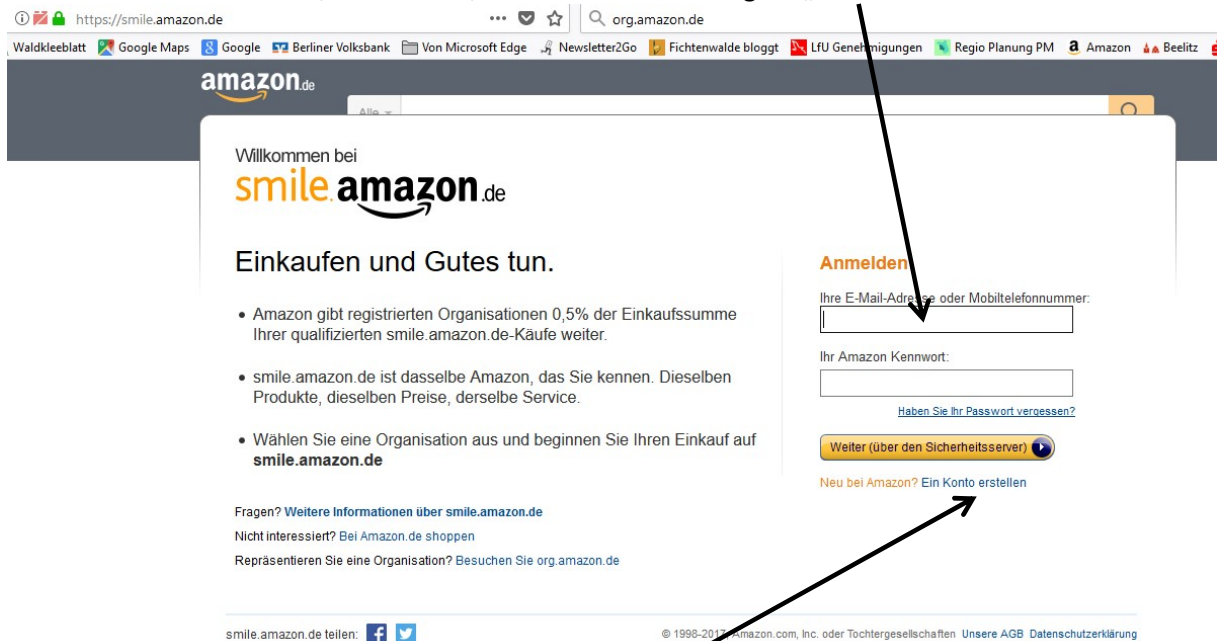 https://smile.amazon.de
org.amazon.de
Waldkleeblatt Google Maps Google Berliner Volksbank Von Microsoft Edge Newsletter2Go Fichtenwalde bloggt LfU Genehmigungen Regio Planung PM Amazon Beelitz
amazon.de
Alle
Willkommen bei
smile.amazon.de
Einkaufen und Gutes tun.
• Amazon gibt registrierten Organisationen 0,5% der Einkaufssumme
Ihrer qualifizierten smile.amazon.de-Käufe weiter.
• smile.amazon.de ist dasselbe Amazon, das Sie kennen. Dieselben
Produkte, dieselben Preise, derselbe Service.
• Wählen Sie eine Organisation aus und beginnen Sie Ihren Einkauf auf
smile.amazon.de
Fragen? Weitere Informationen über smile.amazon.de
Nicht interessiert? Bei Amazon.de shoppen
Repräsentieren Sie eine Organisation? Besuchen Sie org.amazon.de
Anmelden
Ihre E-Mail-Adresse oder Mobiltelefonnummer:
Ihr Amazon Kennwort:
Haben Sie Ihr Passwort vergessen?
Weiter (über den Sicherheitsserver)
Neu bei Amazon? Ein Konto erstellen
smile.amazon.de teilen:
© 1998-2017, Amazon.com, Inc. oder Tochtergesellschaften Unsere AGB Datenschutzerklärung